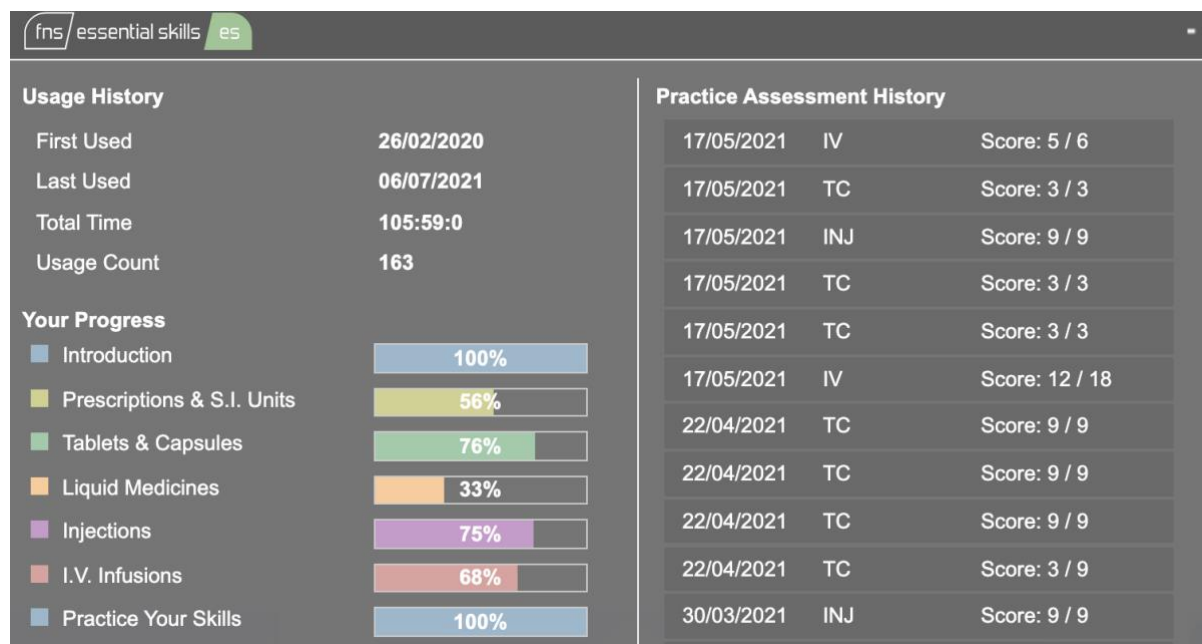 fns essential skills es
Usage History
First Used 26/02/2020
Last Used 06/07/2021
Total Time 105:59:0
Usage Count 163
Your Progress
Introduction 100%
Prescriptions & S.I. Units 56%
Tablets & Capsules 76%
Liquid Medicines 33%
Injections 75%
I.V. Infusions 68%
Practice Your Skills 100%
Practice Assessment History
17/05/2021 IV Score: 5 / 6
17/05/2021 TC Score: 3 / 3
17/05/2021 INJ Score: 9 / 9
17/05/2021 TC Score: 3 / 3
17/05/2021 TC Score: 3 / 3
17/05/2021 IV Score: 12 / 18
22/04/2021 TC Score: 9 / 9
22/04/2021 TC Score: 9 / 9
22/04/2021 TC Score: 9 / 9
22/04/2021 TC Score: 3 / 9
30/03/2021 INJ Score: 9 / 9